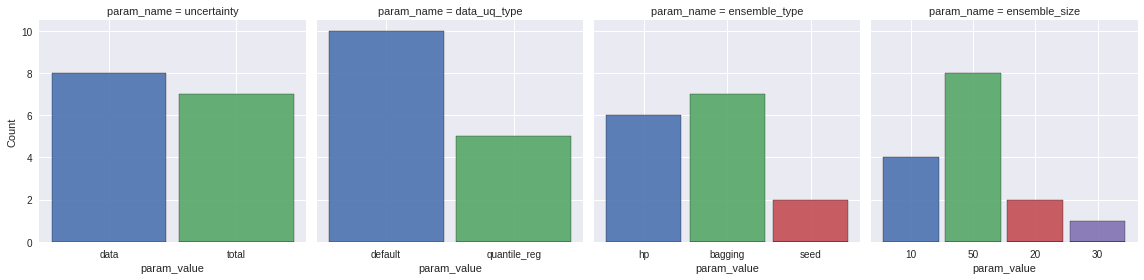 param_name = uncertainty
param_name = data_uq_type
param_name = ensemble_type
param_name = ensemble_size
Count
10
8
6
4
2
0
data
total
param_value
default
quantile_reg
param_value
hp
bagging
seed
param_value
10
50
20
30
param_value